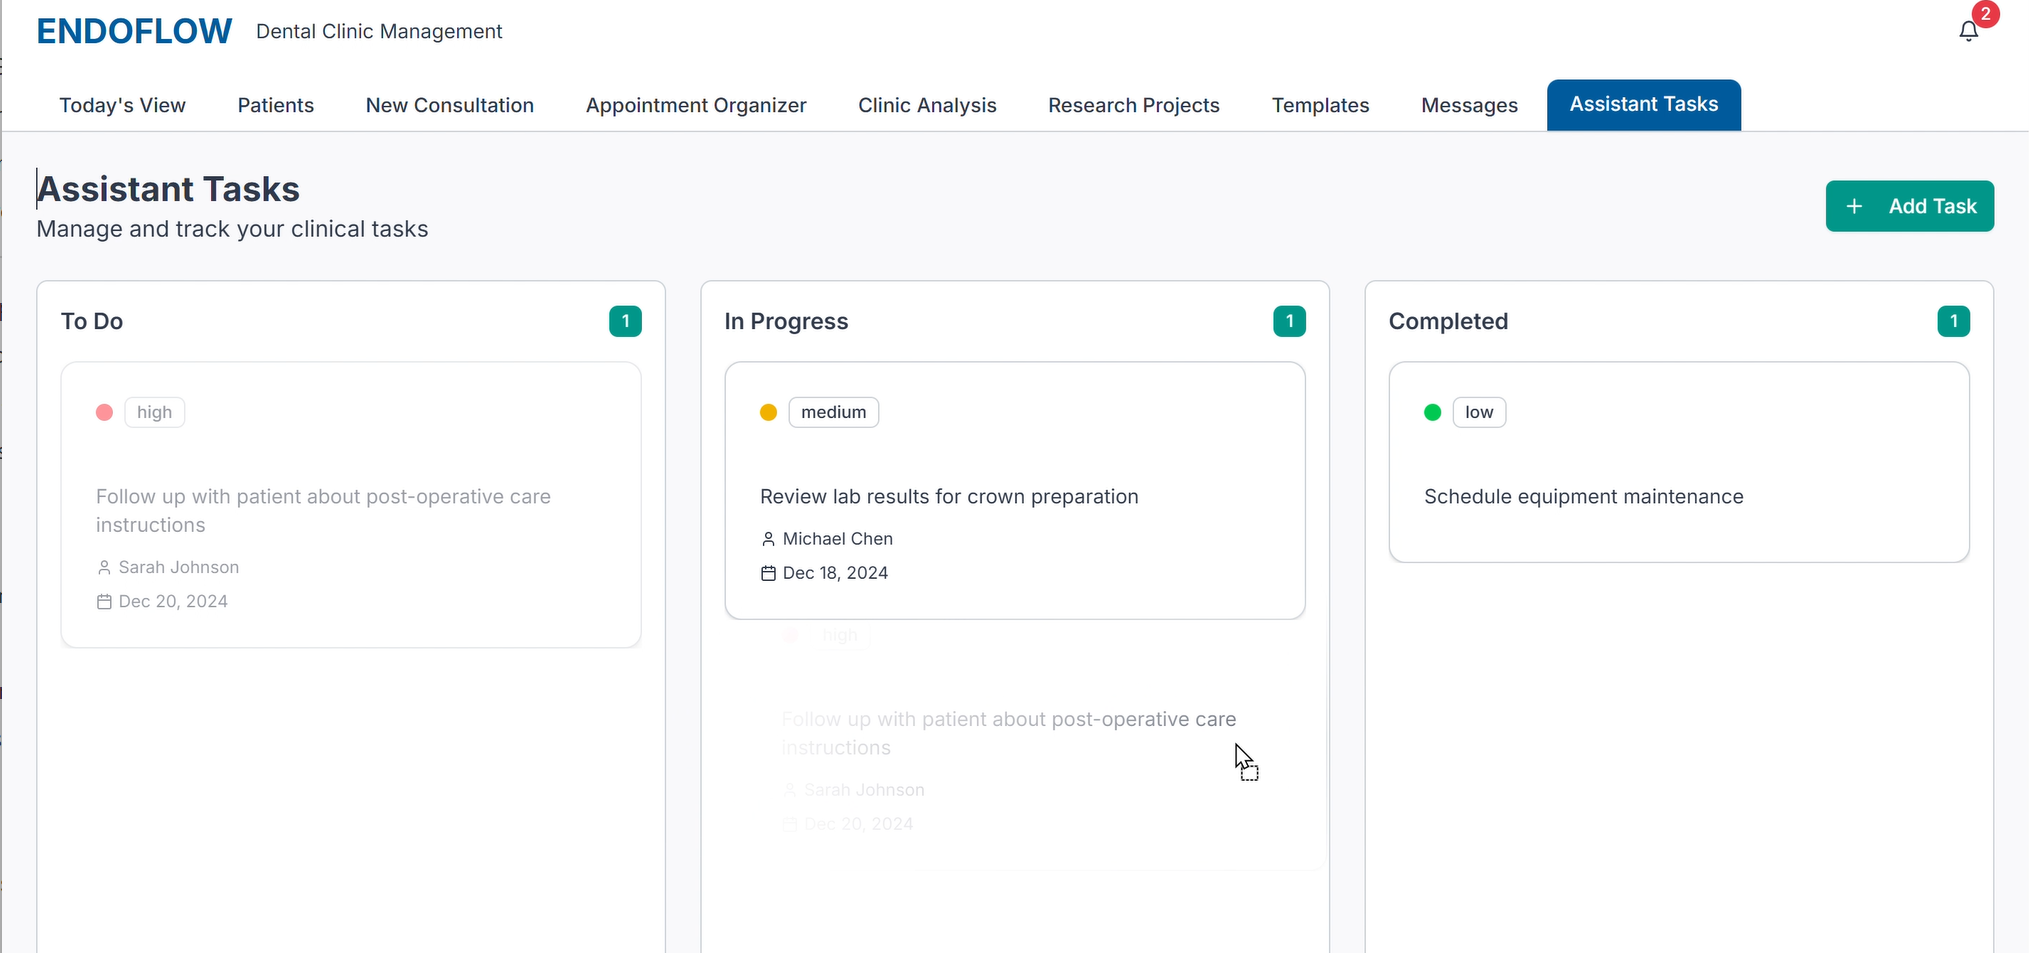 ENDOFLOW Dental Clinic Management
2
Today's View Patients New Consultation Appointment Organizer Clinic Analysis Research Projects Templates Messages Assistant Tasks
Assistant Tasks
Manage and track your clinical tasks
+ Add Task
To Do 1
high
Follow up with patient about post-operative care
instructions
Sarah Johnson
Dec 20, 2024
In Progress 1
medium
Review lab results for crown preparation
Michael Chen
Dec 18, 2024
high
Follow up with patient about post-operative care
instructions
Sarah Johnson
Dec 20, 2024
Completed 1
low
Schedule equipment maintenance